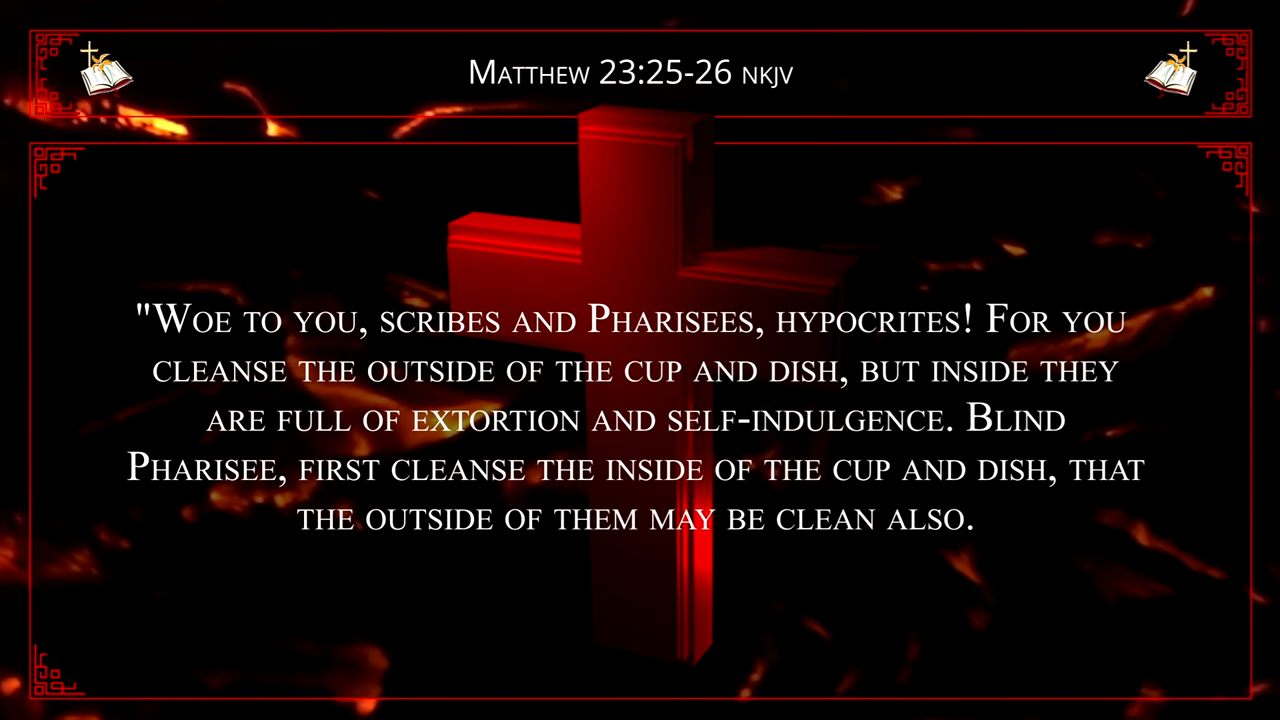 Matthew 23:25-26 NKJV
"Woe to you, scribes and Pharisees, hypocrites! For you
cleanse the outside of the cup and dish, but inside they
are full of extortion and self-indulgence. Blind
Pharisee, first cleanse the inside of the cup and dish, that
the outside of them may be clean also.